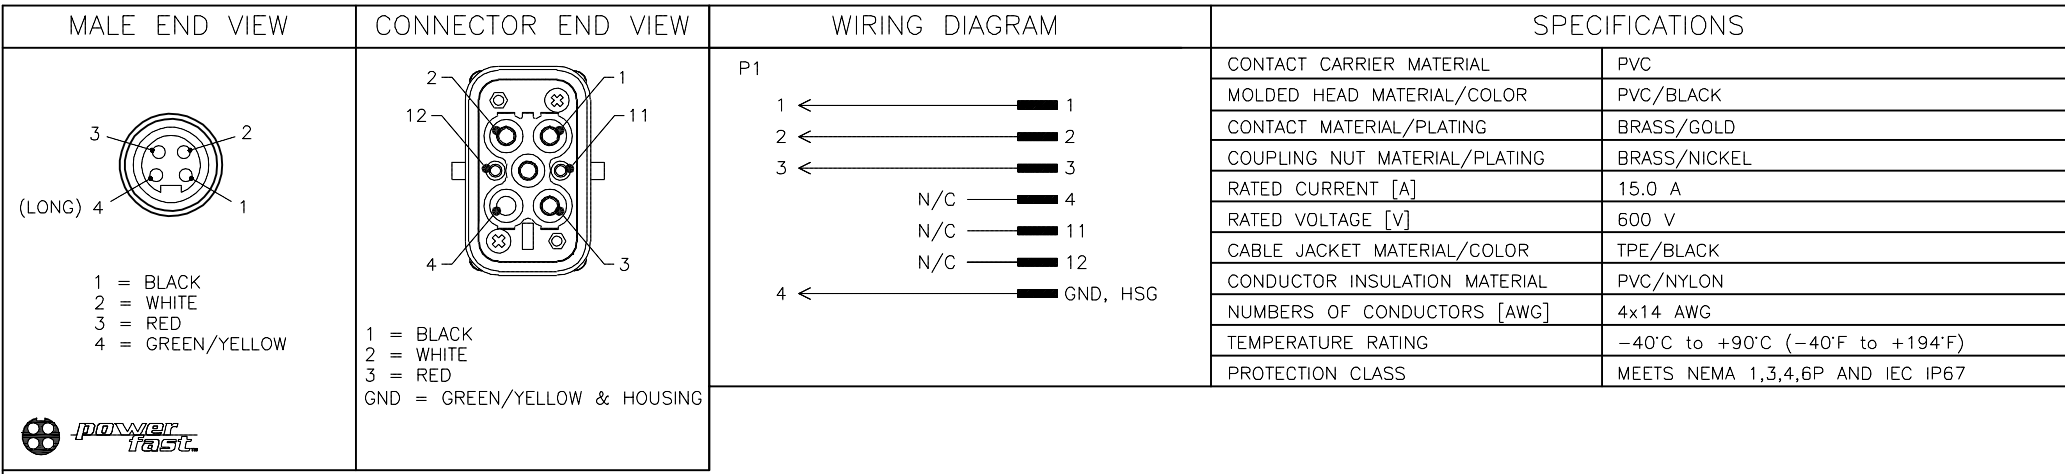 MALE END VIEW
3
2
(LONG) 4
1
1 = BLACK
2 = WHITE
3 = RED
4 = GREEN/YELLOW
power
fast™
CONNECTOR END VIEW
2
1
12
11
4
3
1 = BLACK
2 = WHITE
3 = RED
GND = GREEN/YELLOW & HOUSING
WIRING DIAGRAM
P1
1 1
2 2
3 3
N/C 4
N/C 11
N/C 12
4 GND, HSG
SPECIFICATIONS
CONTACT CARRIER MATERIAL PVC
MOLDED HEAD MATERIAL/COLOR PVC/BLACK
CONTACT MATERIAL/PLATING BRASS/GOLD
COUPLING NUT MATERIAL/PLATING BRASS/NICKEL
RATED CURRENT [A] 15.0 A
RATED VOLTAGE [V] 600 V
CABLE JACKET MATERIAL/COLOR TPE/BLACK
CONDUCTOR INSULATION MATERIAL PVC/NYLON
NUMBERS OF CONDUCTORS [AWG] 4x14 AWG
TEMPERATURE RATING −40°C to +90°C (−40°F to +194°F)
PROTECTION CLASS MEETS NEMA 1,3,4,6P AND IEC IP67